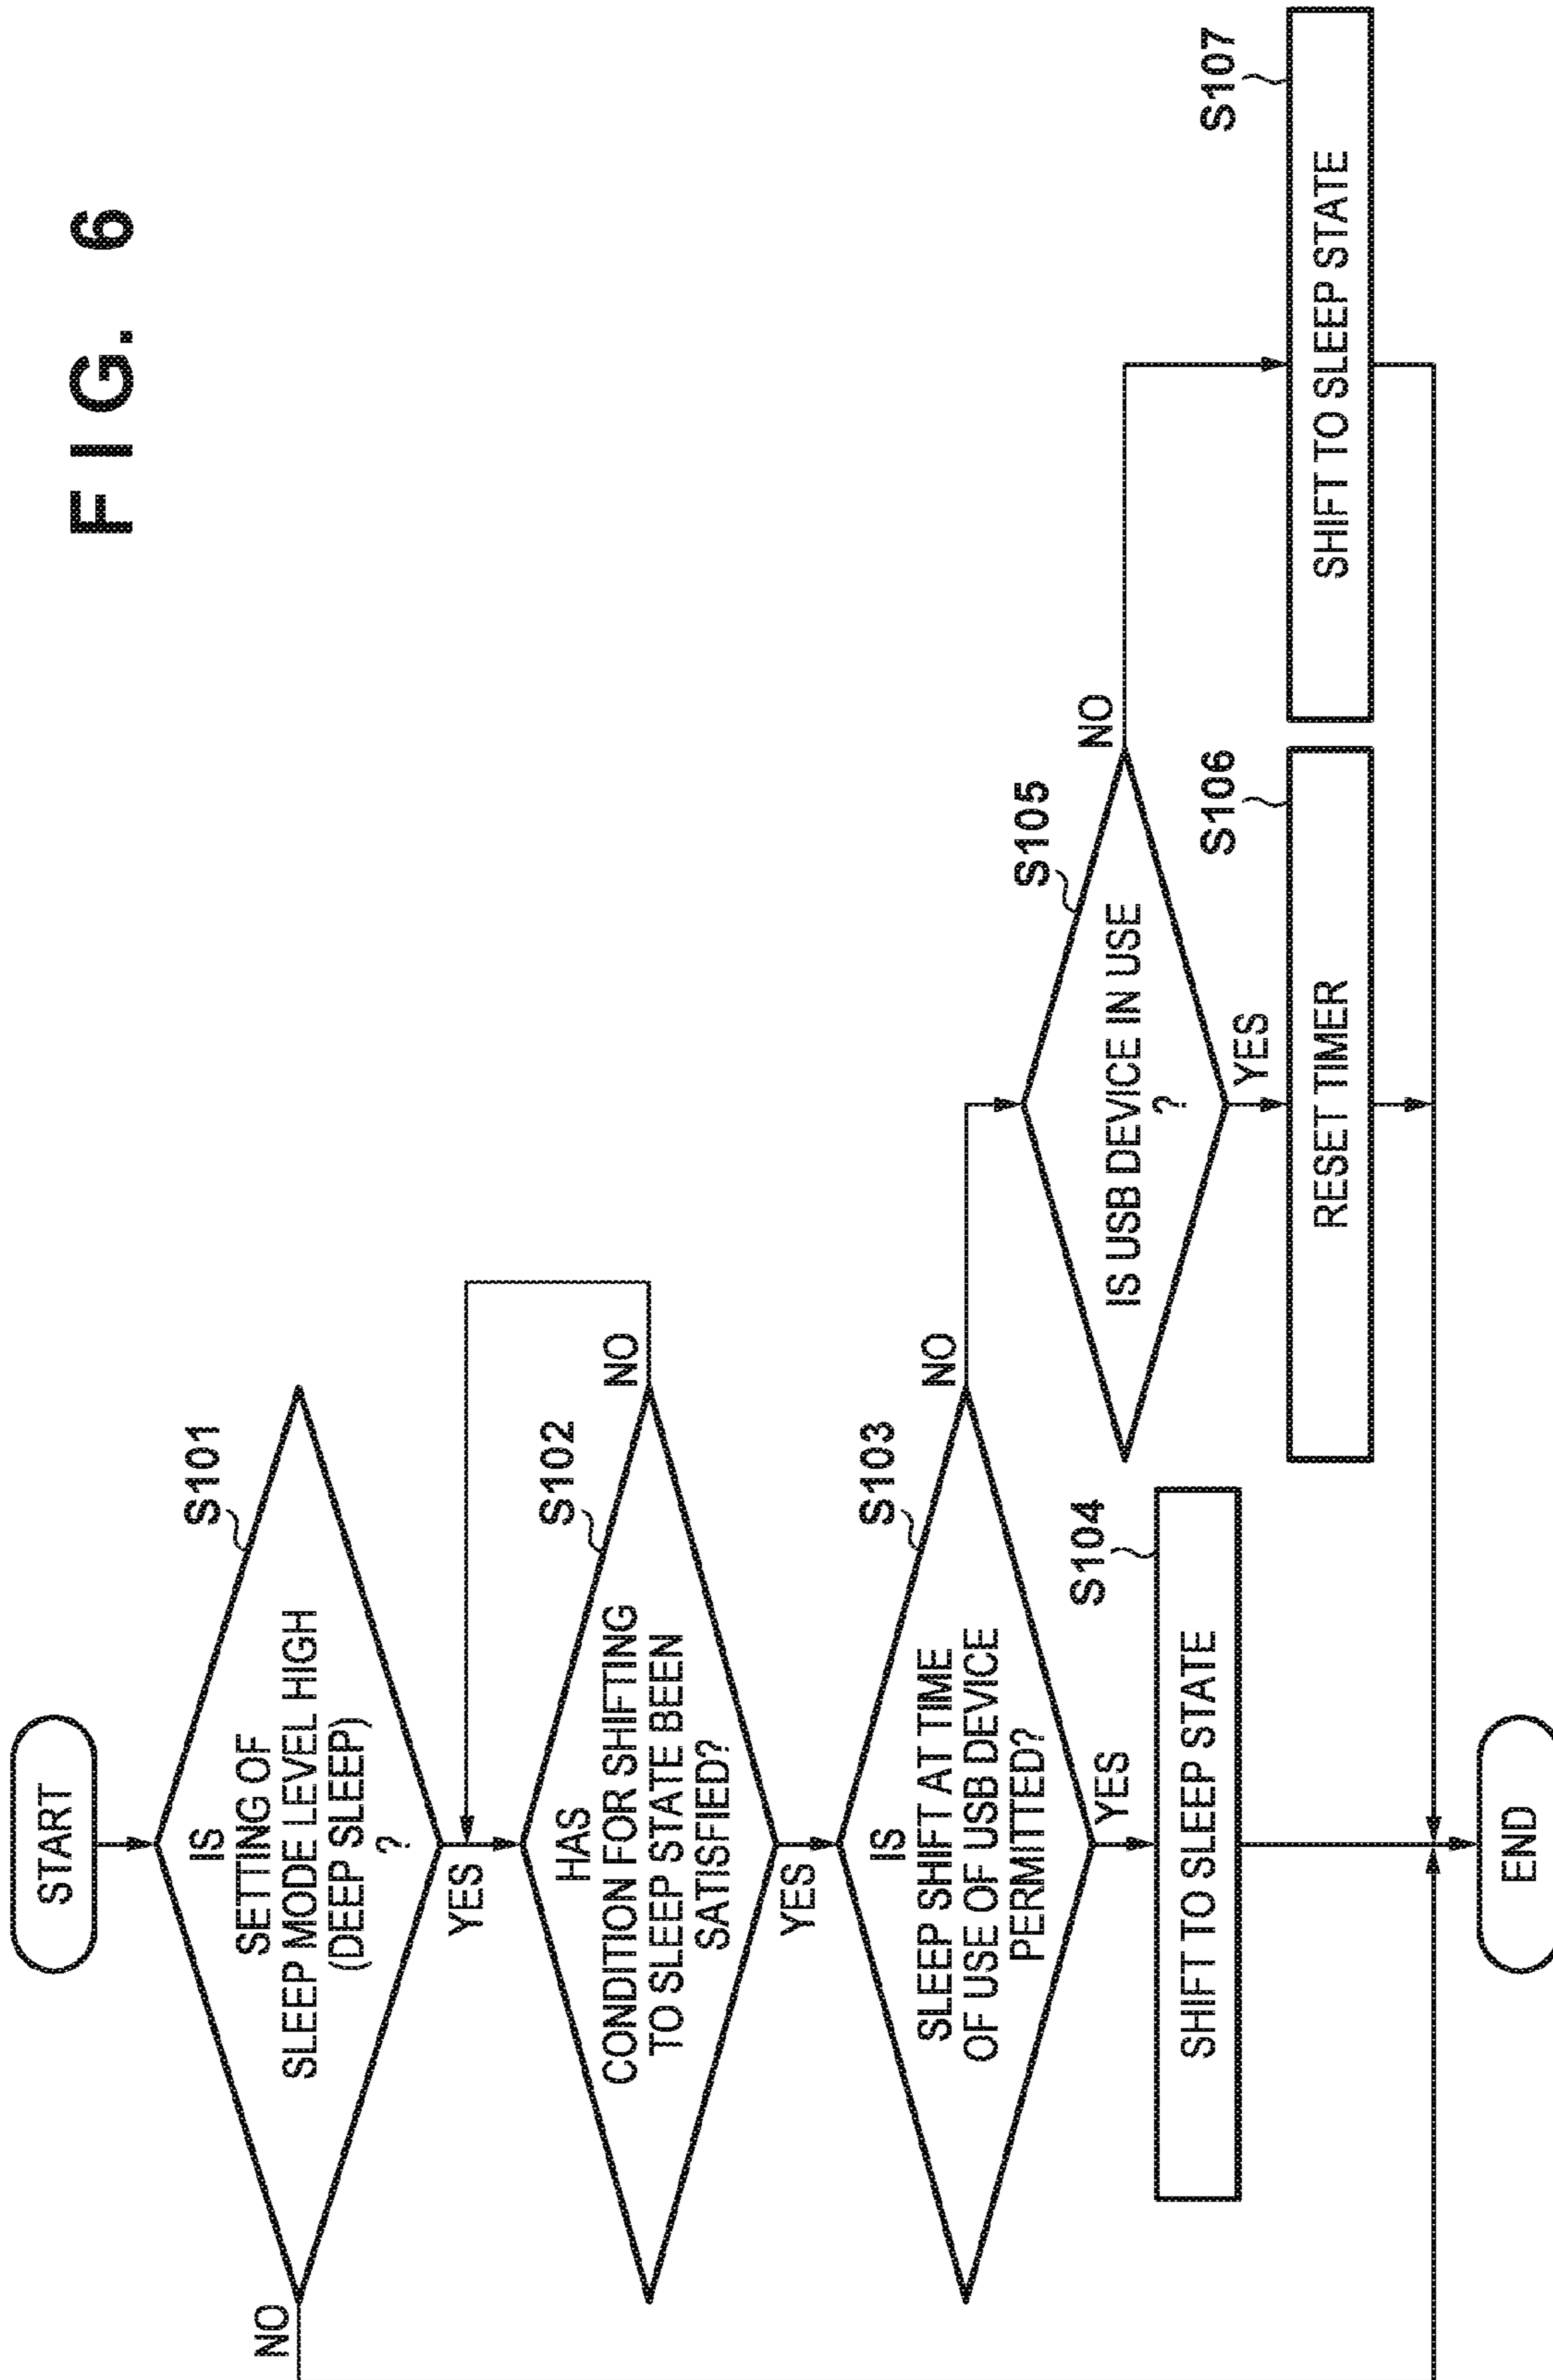 FIG. 6
START
S101
IS
SETTING OF
SLEEP MODE LEVEL HIGH
(DEEP SLEEP)
?
NO
YES
S102
HAS
CONDITION FOR SHIFTING
TO SLEEP STATE BEEN
SATISFIED?
NO
YES
S103
IS
SLEEP SHIFT AT TIME
OF USE OF USB DEVICE
PERMITTED?
NO
YES
S104
SHIFT TO SLEEP STATE
S105
IS USB DEVICE IN USE
?
NO
YES
S106
RESET TIMER
S107
SHIFT TO SLEEP STATE
END